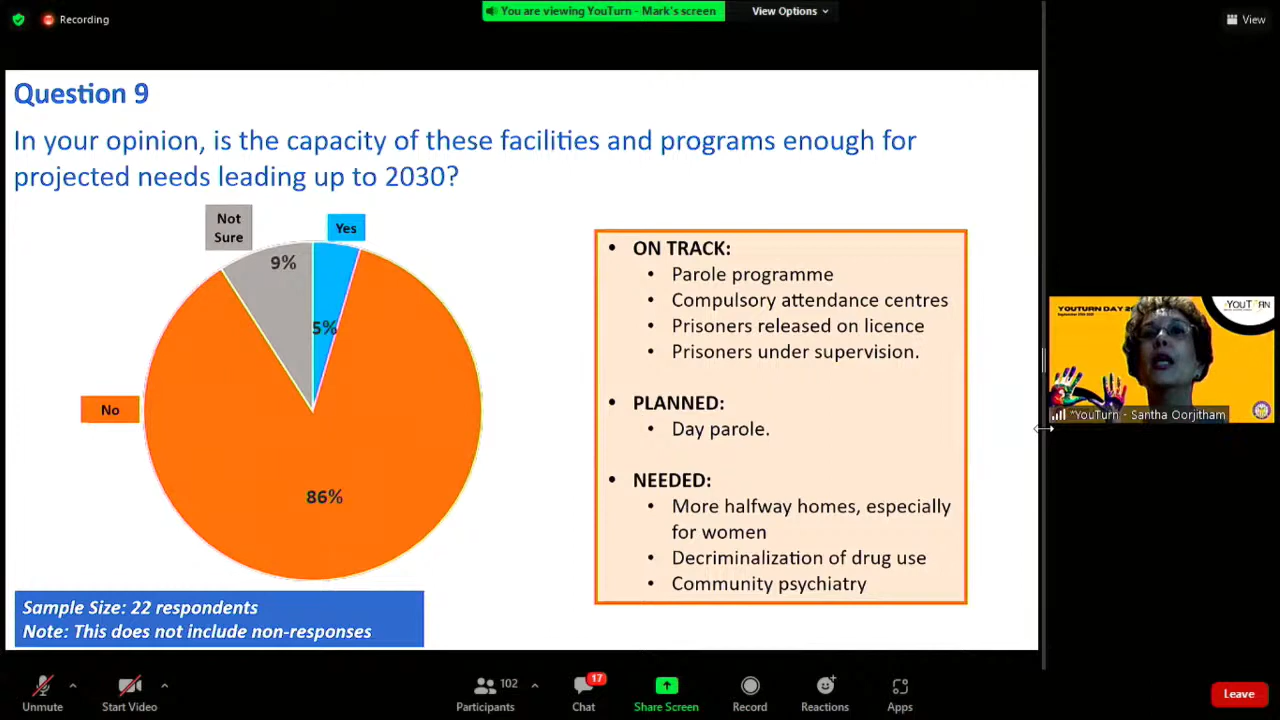 Recording
You are viewing YouTurn - Mark's screen
View Options
View
Question 9
In your opinion, is the capacity of these facilities and programs enough for
projected needs leading up to 2030?
Not
Sure
Yes
9%
5%
No
86%
• ON TRACK:
• Parole programme
• Compulsory attendance centres
• Prisoners released on licence
• Prisoners under supervision.
• PLANNED:
• Day parole.
• NEEDED:
• More halfway homes, especially
for women
• Decriminalization of drug use
• Community psychiatry
Sample Size: 22 respondents
Note: This does not include non-responses
YOUTURN DAY
"YouTurn - Santha Oorjitham
Unmute
Start Video
102
Participants
17
Chat
Share Screen
Record
Reactions
Apps
Leave